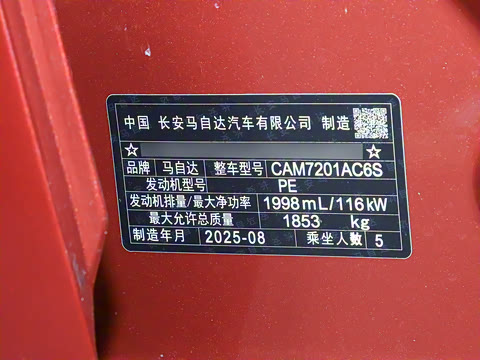 中国 长安马自达汽车有限公司 制造
☆ ☆
品牌 马自达 整车型号 CAM7201AC6S
发动机型号 PE
发动机排量/最大净功率 1998mL/116kW
最大允许总质量 1853 kg
制造年月 2025-08 乘坐人数 5